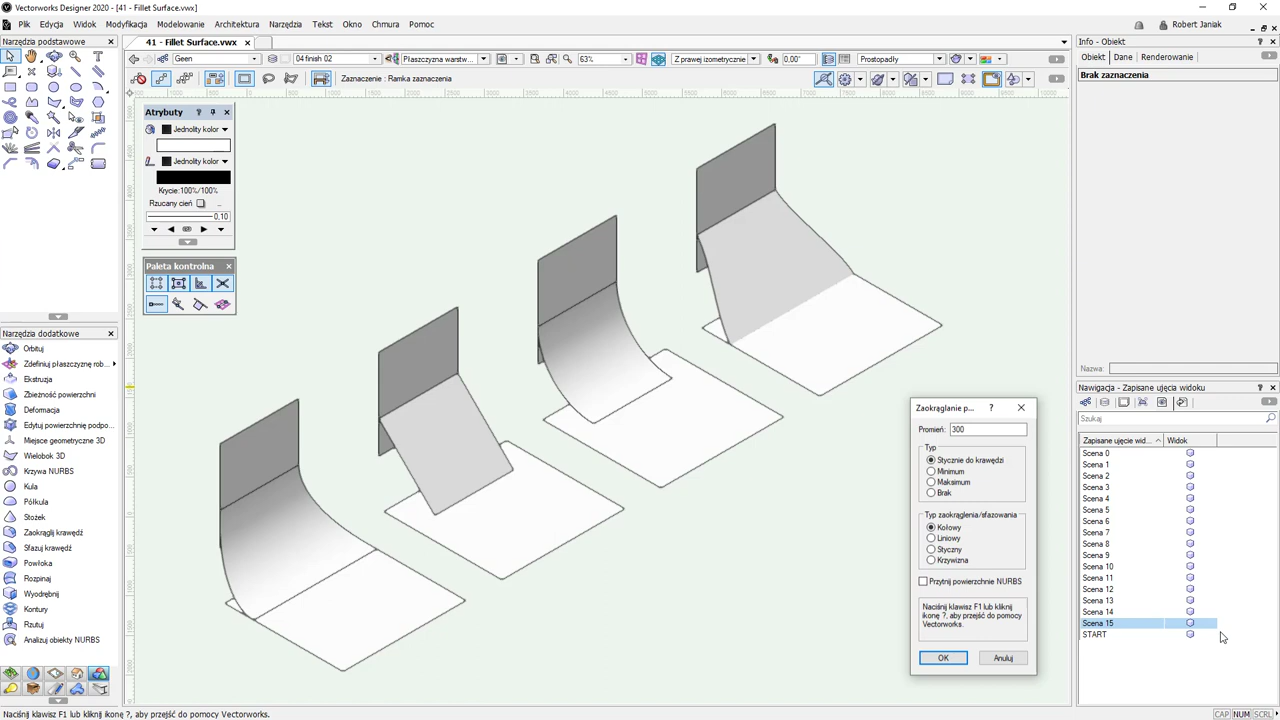 Vectorworks Designer 2020 - [41 - Fillet Surface.vwx]
Plik Edycja Widok Modyfikacja Modelowanie Architektura Narzędzia Tekst Okno Chmura Pomoc
Robert Janiak
Narzędzia podstawowe
41 - Fillet Surface.vwx
Geen
04 finish 02
Płaszczyzna warstw...
63%
Z prawej izometrycznie
0,00°
Prostopadły
Zaznaczenie : Ramka zaznaczenia
Atrybuty
Jednolity kolor
Jednolity kolor
Krycie: 100%/100%
Rzucany cień
0,10
Paleta kontrolna
Narzędzia dodatkowe
Orbituj
Zdefiniuj płaszczyznę rob...
Ekstruzja
Zbieżność powierzchni
Deformacja
Edytuj powierzchnię podpo...
Miejsce geometryczne 3D
Wielobok 3D
Krzywa NURBS
Kula
Półkula
Stożek
Zaokrąglij krawędź
Sfazuj krawędź
Powłoka
Rozpinaj
Wyodrębnij
Kontury
Rzutuj
Analizuj obiekty NURBS
Zaokrąglanie p...
Promień: 300
Typ
Stycznie do krawędzi
Minimum
Maksimum
Brak
Typ zaokrąglenia/sfazowania
Kołowy
Liniowy
Styczny
Krzywizna
Przytnij powierzchnie NURBS
Naciśnij klawisz F1 lub kliknij
ikonę ?, aby przejść do pomocy
Vectorworks.
OK Anuluj
Info - Obiekt
Obiekt Dane Renderowanie
Brak zaznaczenia
Nazwa:
Nawigacja - Zapisane ujęcia widoku
Szukaj
Zapisane ujęcie wid... Widok
Scena 0
Scena 1
Scena 2
Scena 3
Scena 4
Scena 5
Scena 6
Scena 7
Scena 8
Scena 9
Scena 10
Scena 11
Scena 12
Scena 13
Scena 14
Scena 15
START
Naciśnij klawisz F1 lub kliknij ikonę ?, aby przejść do pomocy Vectorworks.
CAP NUM SCRL